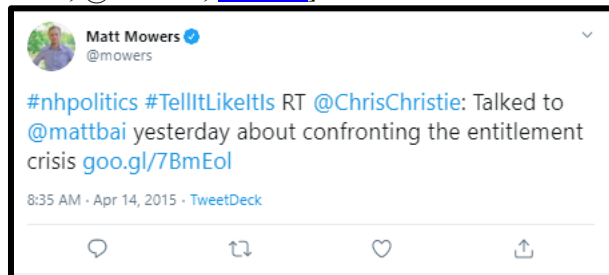 Matt Mowers
@mowers
#nhpolitics #TellItLikeItIs RT @ChrisChristie: Talked to
@mattbai yesterday about confronting the entitlement
crisis goo.gl/7BmEol
8:35 AM · Apr 14, 2015 · TweetDeck